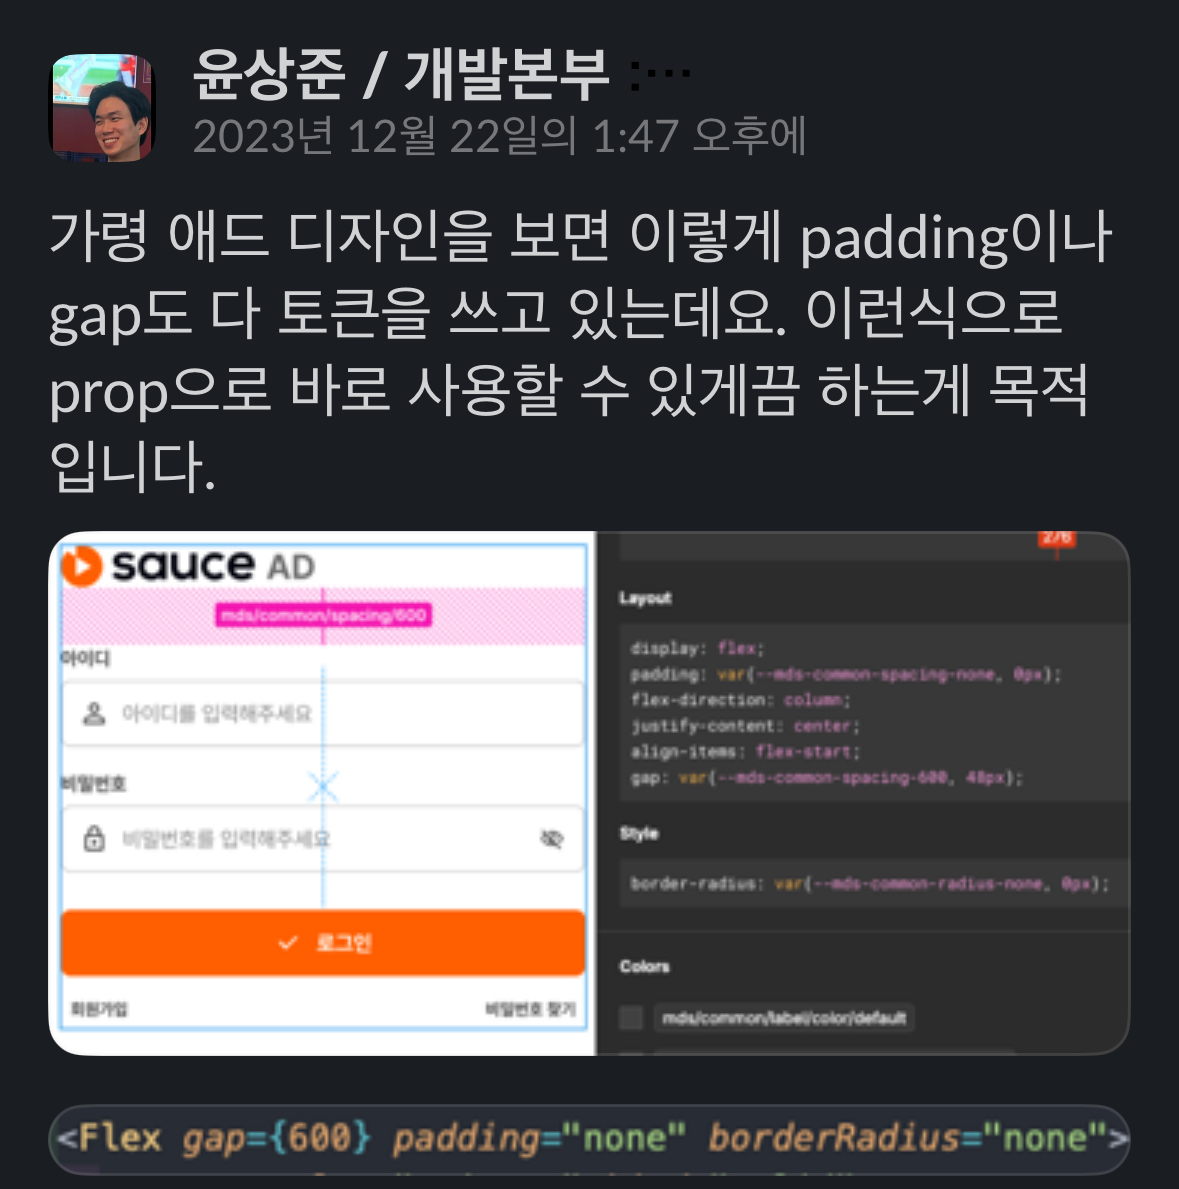 윤상준 / 개발본부
2023년 12월 22일의 1:47 오후에
가령 애드 디자인을 보면 이렇게 padding이나
gap도 다 토큰을 쓰고 있는데요. 이런식으로
prop으로 바로 사용할 수 있게끔 하는게 목적
입니다.
sauce AD
mds/common/spacing/600
아이디
아이디를 입력해주세요
비밀번호
비밀번호를 입력해주세요
로그인
회원가입
비밀번호 찾기
276
Layout
display: flex;
padding: var(--mds-common-spacing-none, 0px);
flex-direction: column;
justify-content: center;
align-items: flex-start;
gap: var(--mds-common-spacing-600, 48px);
Style
border-radius: var(--mds-common-radius-none, 0px);
Colors
mds/common/label/color/default
<Flex gap={600} padding="none" borderRadius="none">